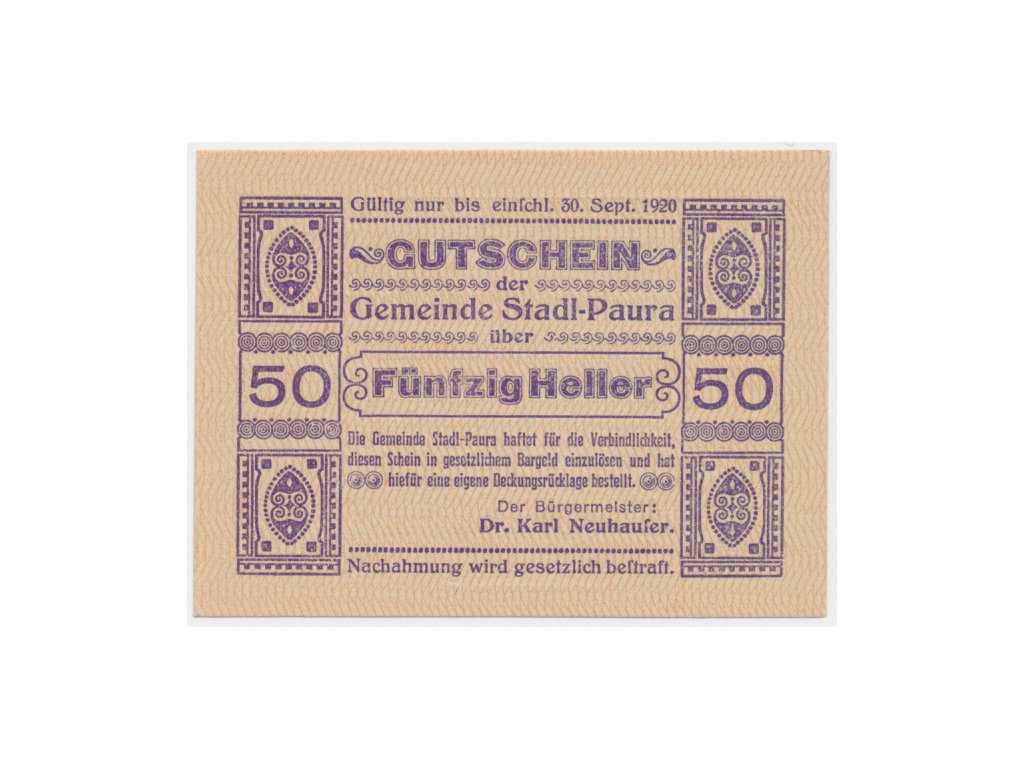 Gültig nur bis einſchl. 30. Sept. 1920
GUTSCHEIN
der
Gemeinde Stadl-Paura
über
50 Fünfzig Heller 50
Die Gemeinde Stadl-Paura haftet für die Verbindlichkeit,
diesen Schein in gesetzlichem Bargeld einzulösen und hat
hiefür eine eigene Deckungsrücklage bestellt.
Der Bürgermeister:
Dr. Karl Neuhauſer.
Nachahmung wird geſetzlich beſtraft.